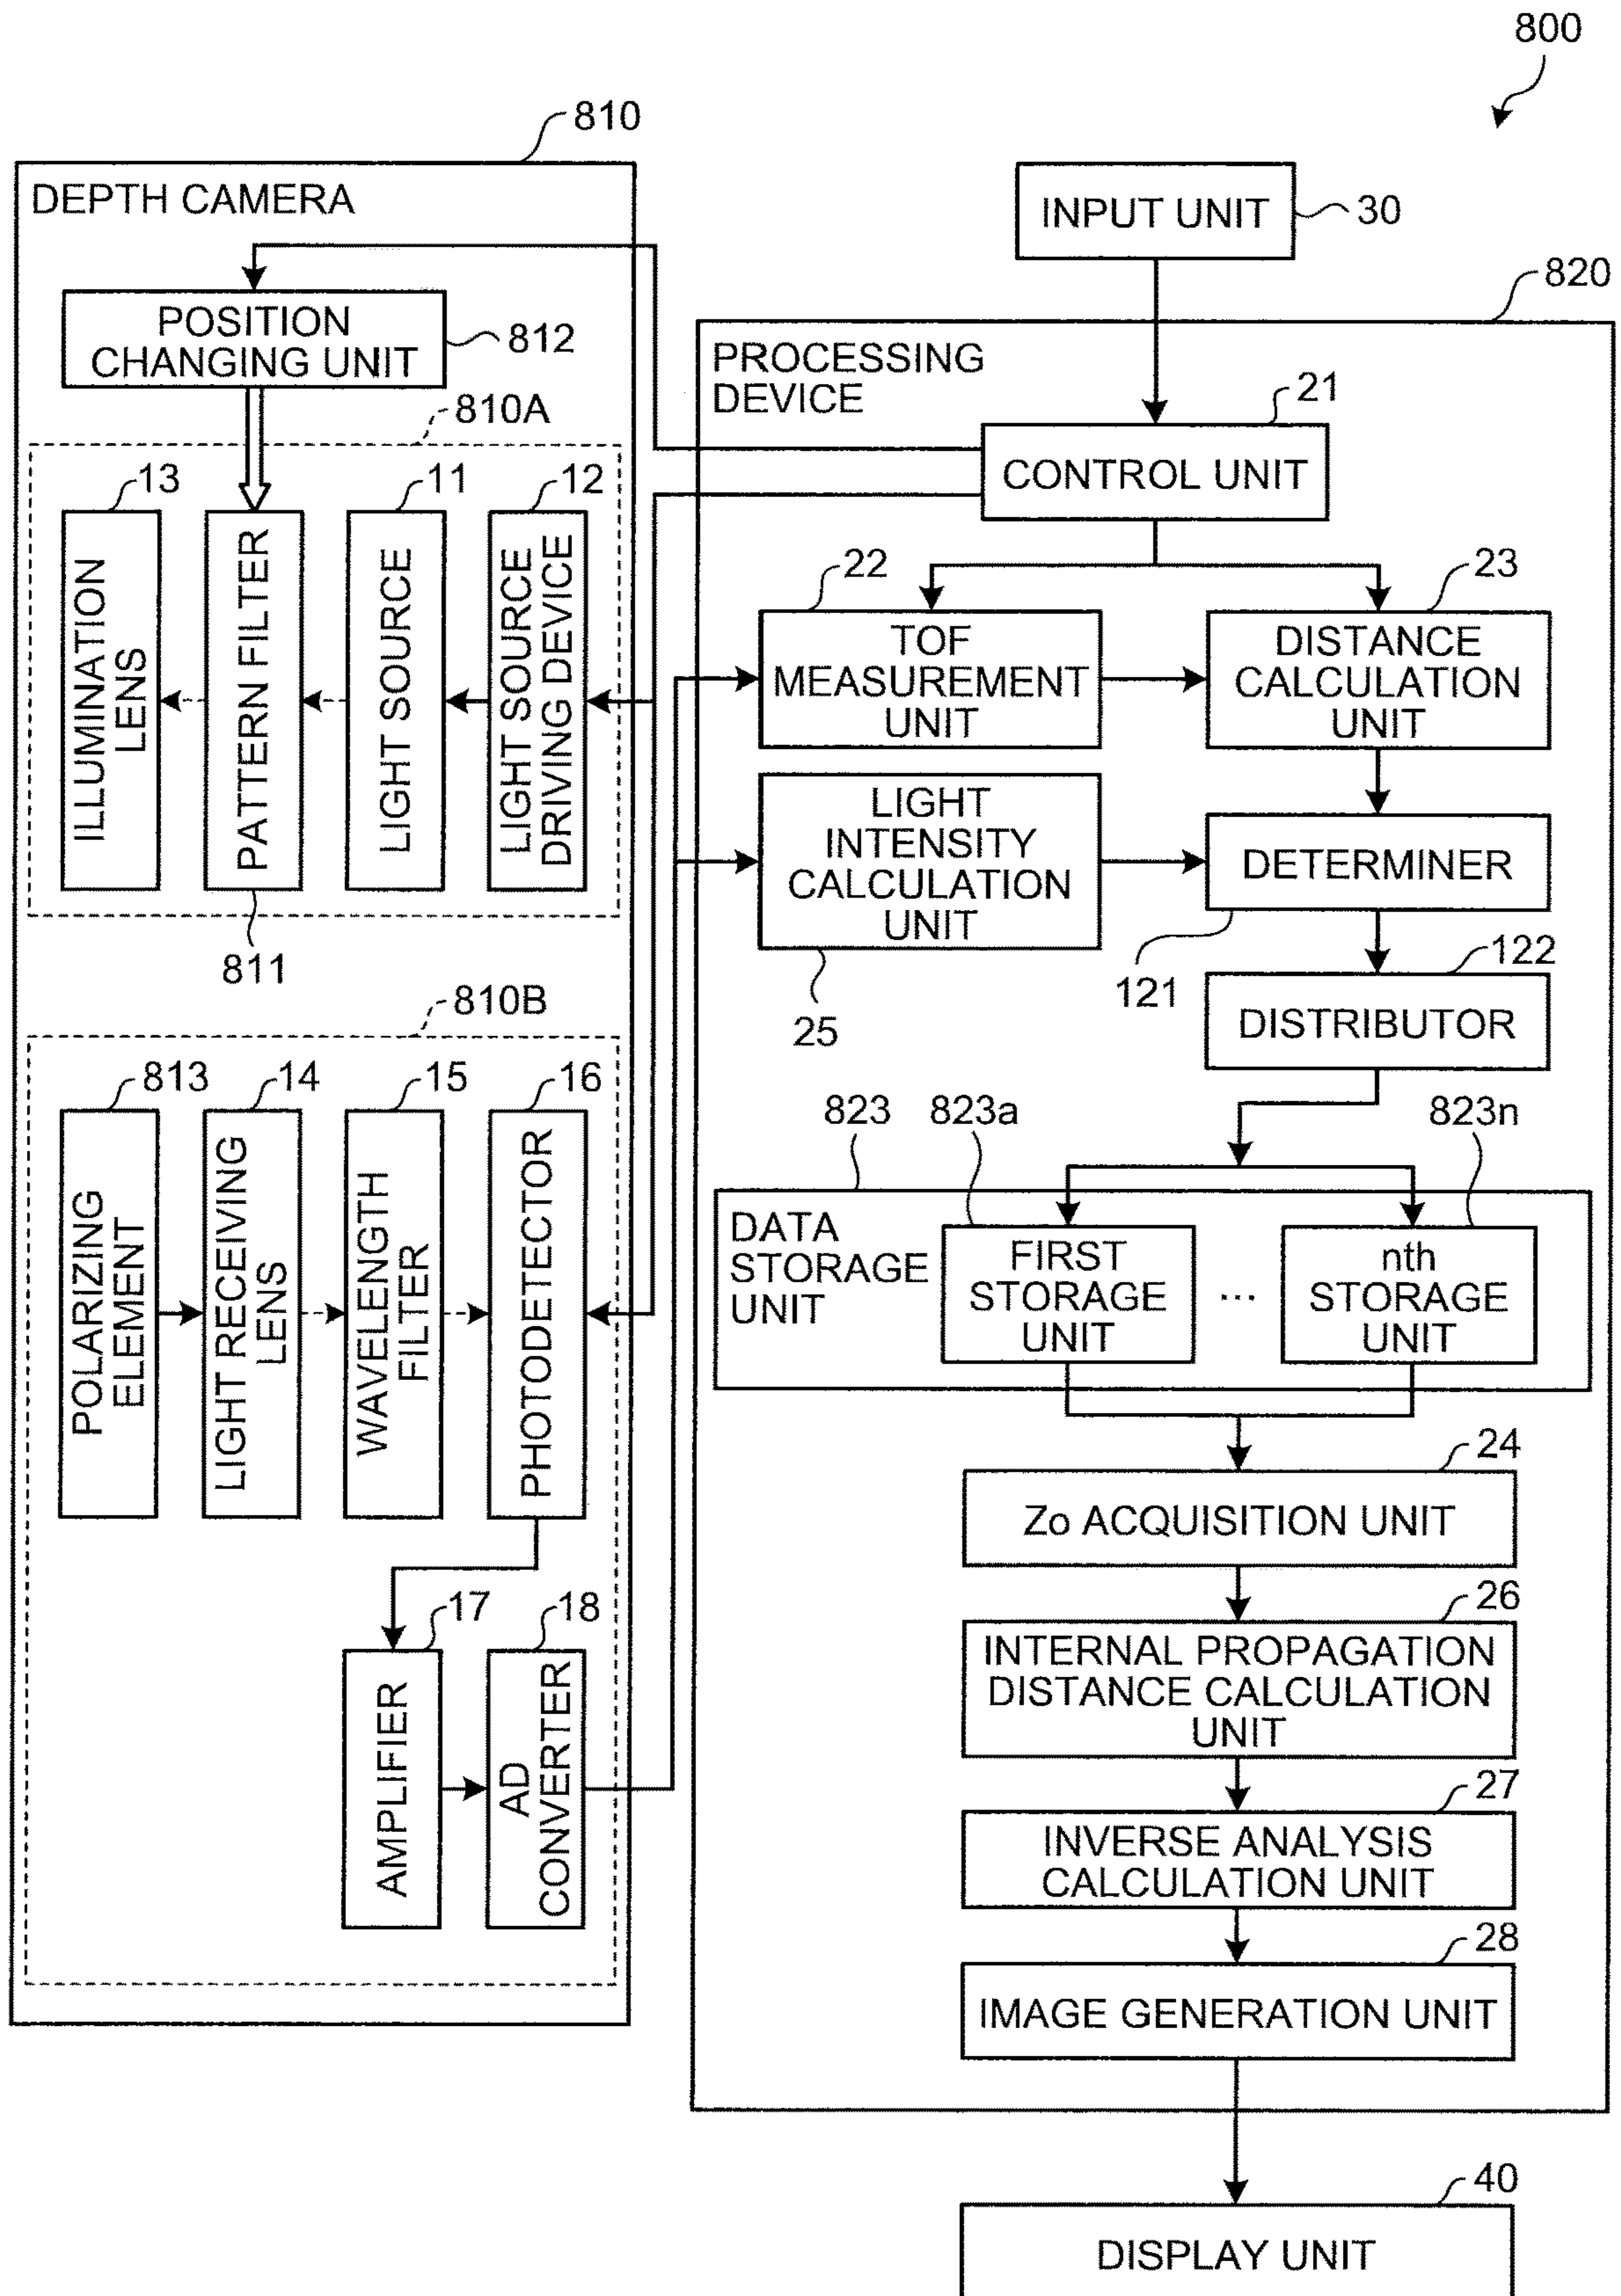 800
810
DEPTH CAMERA
INPUT UNIT
30
820
POSITION
CHANGING UNIT
812
PROCESSING
DEVICE
810A
21
CONTROL UNIT
13
11
12
ILLUMINATION
LENS
PATTERN FILTER
LIGHT SOURCE
LIGHT SOURCE
DRIVING DEVICE
811
22
23
TOF
MEASUREMENT
UNIT
DISTANCE
CALCULATION
UNIT
LIGHT
INTENSITY
CALCULATION
UNIT
25
DETERMINER
121
122
DISTRIBUTOR
810B
813
14
15
16
POLARIZING
ELEMENT
LIGHT RECEIVING
LENS
WAVELENGTH
FILTER
PHOTODETECTOR
17
18
AMPLIFIER
AD
CONVERTER
823
823a
823n
DATA
STORAGE
UNIT
FIRST
STORAGE
UNIT
...
nth
STORAGE
UNIT
24
Zo ACQUISITION UNIT
26
INTERNAL PROPAGATION
DISTANCE CALCULATION
UNIT
27
INVERSE ANALYSIS
CALCULATION UNIT
28
IMAGE GENERATION UNIT
40
DISPLAY UNIT